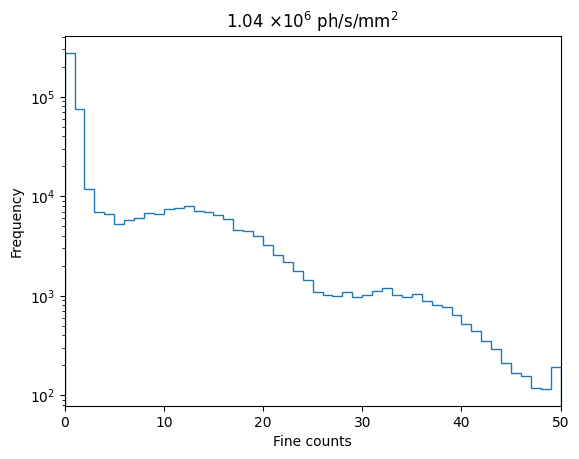 1.04 ×10⁶ ph/s/mm²
Frequency
10⁵
10⁴
10³
10²
0 10 20 30 40 50
Fine counts